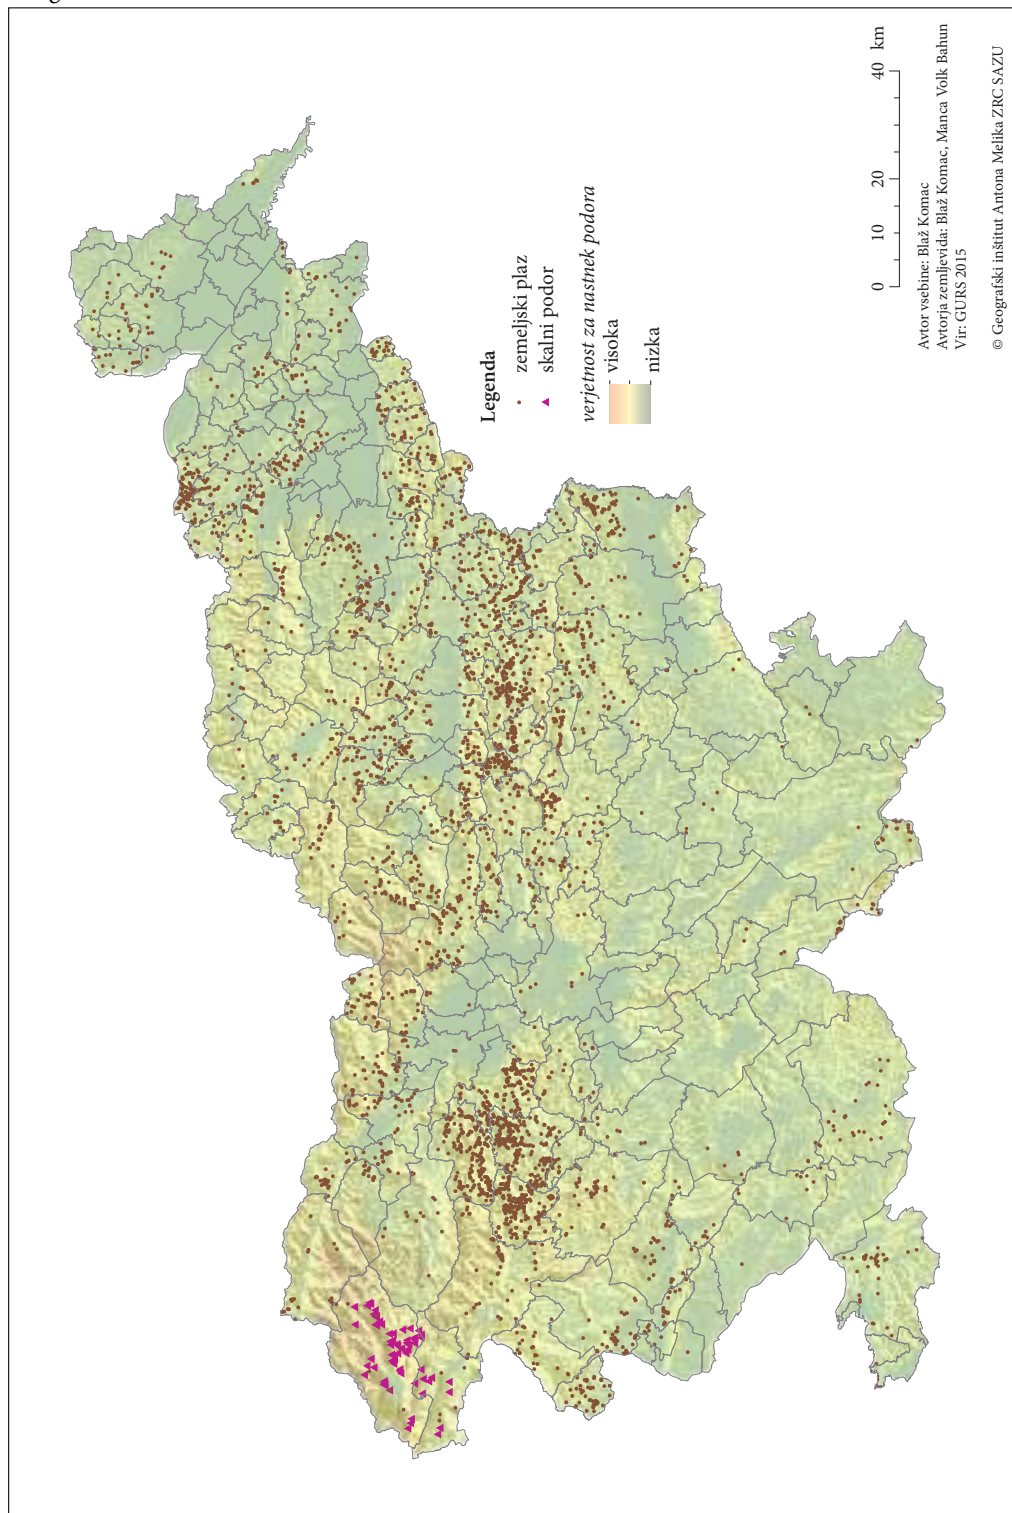 Legenda
zemeljski plaz
skalni podor
verjetnost za nastnek podora
visoka
nizka
0 10 20 40 km
Avtor vsebine: Blaž Komac
Avtorja zemljevida: Blaž Komac, Manca Volk Bahun
Vir: GURS 2015
© Geografski inštitut Antona Melika ZRC SAZU